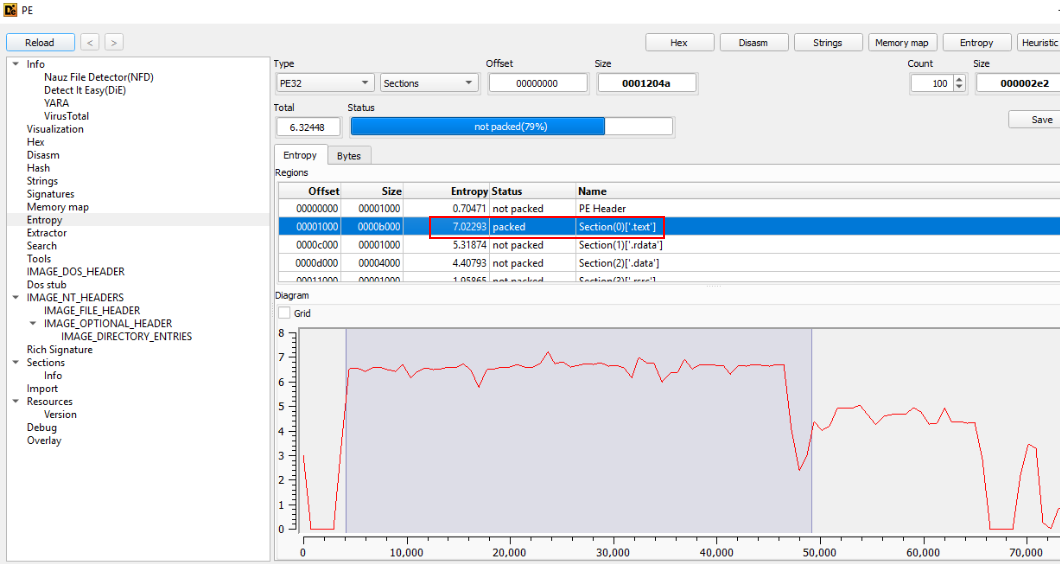 PE
Reload < > Hex Disasm Strings Memory map Entropy Heuristic
Info
Nauz File Detector(NFD)
Detect It Easy(DiE)
YARA
VirusTotal
Visualization
Hex
Disasm
Hash
Strings
Signatures
Memory map
Entropy
Extractor
Search
Tools
IMAGE_DOS_HEADER
Dos stub
IMAGE_NT_HEADERS
IMAGE_FILE_HEADER
IMAGE_OPTIONAL_HEADER
IMAGE_DIRECTORY_ENTRIES
Rich Signature
Sections
Info
Import
Resources
Version
Debug
Overlay
Type Offset Size Count Size
PE32 Sections 00000000 0001204a 100 000002e2
Total Status
6.32448 not packed(79%) Save
Entropy Bytes
Regions
Offset Size Entropy Status Name
00000000 00001000 0.70471 not packed PE Header
00001000 0000b000 7.02293 packed Section(0)['.text']
0000c000 00001000 5.31874 not packed Section(1)['.rdata']
0000d000 00004000 4.40793 not packed Section(2)['.data']
00011000 00001000 1.95865 not packed Section(3)['.rsrc']
Diagram
Grid
8
7
6
5
4
3
2
1
0
0 10,000 20,000 30,000 40,000 50,000 60,000 70,000